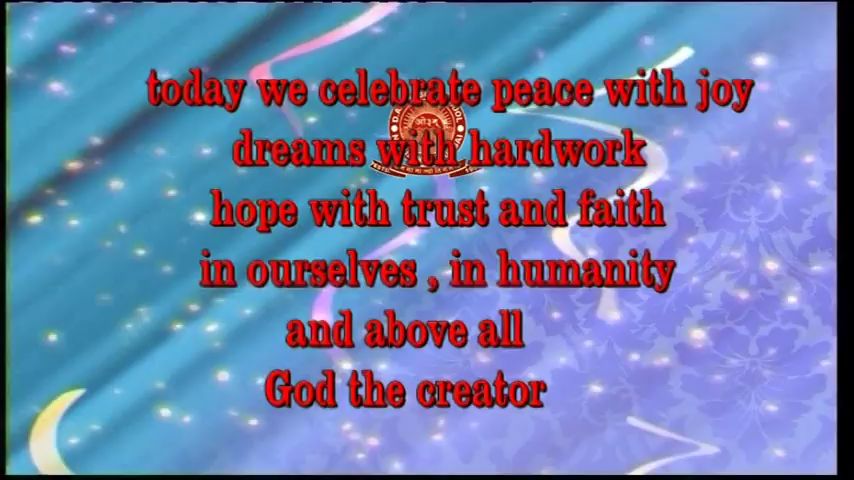 today we celebrate peace with joy
dreams with hardwork
hope with trust and faith
in ourselves , in humanity
and above all
God the creator
ओ३म्